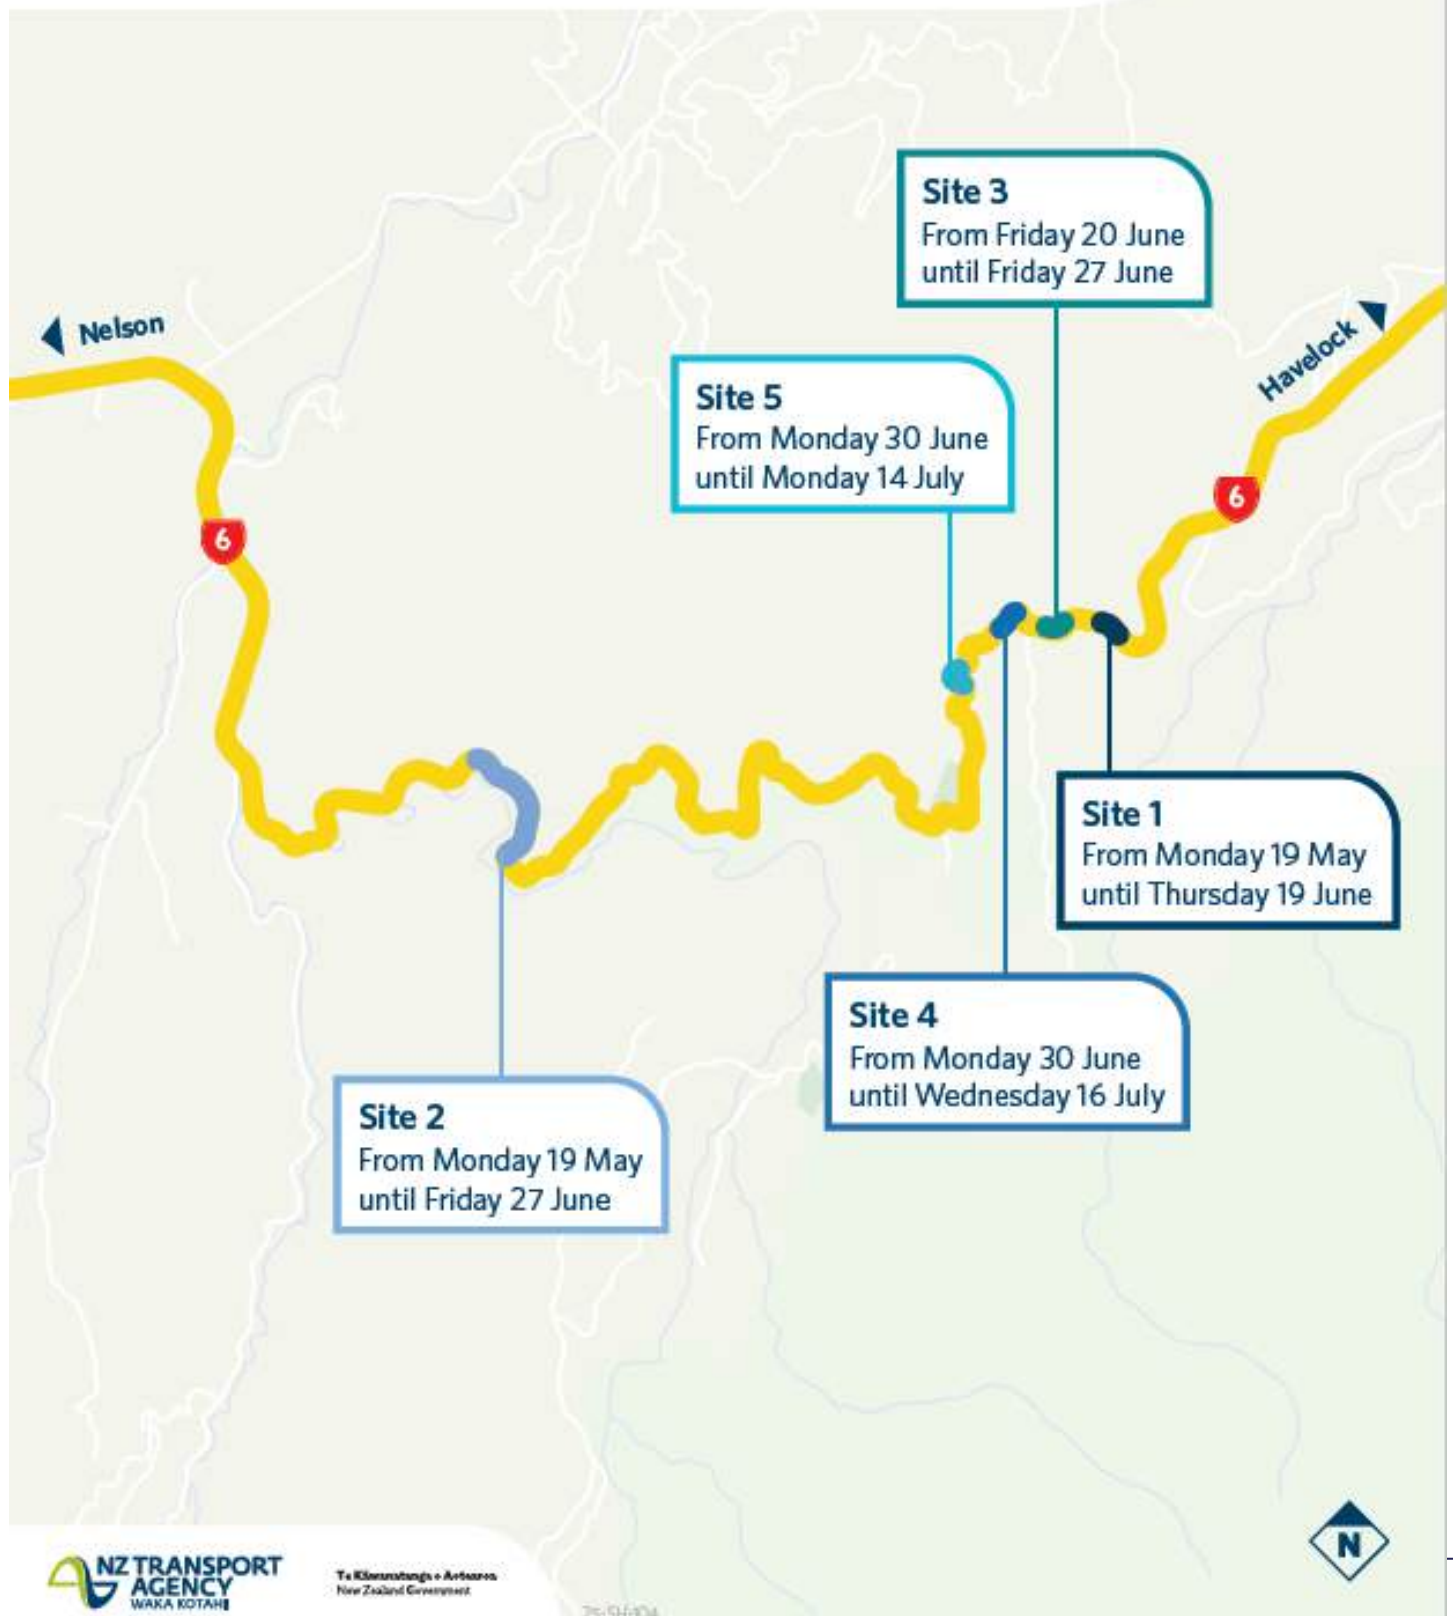 Site 3
From Friday 20 June
until Friday 27 June
Nelson
Havelock
Site 5
From Monday 30 June
until Monday 14 July
6
6
Site 1
From Monday 19 May
until Thursday 19 June
Site 4
From Monday 30 June
until Wednesday 16 July
Site 2
From Monday 19 May
until Friday 27 June
N
NZ TRANSPORT
AGENCY
WAKA KOTAHI
Te Kāwanatanga o Aotearoa
New Zealand Government